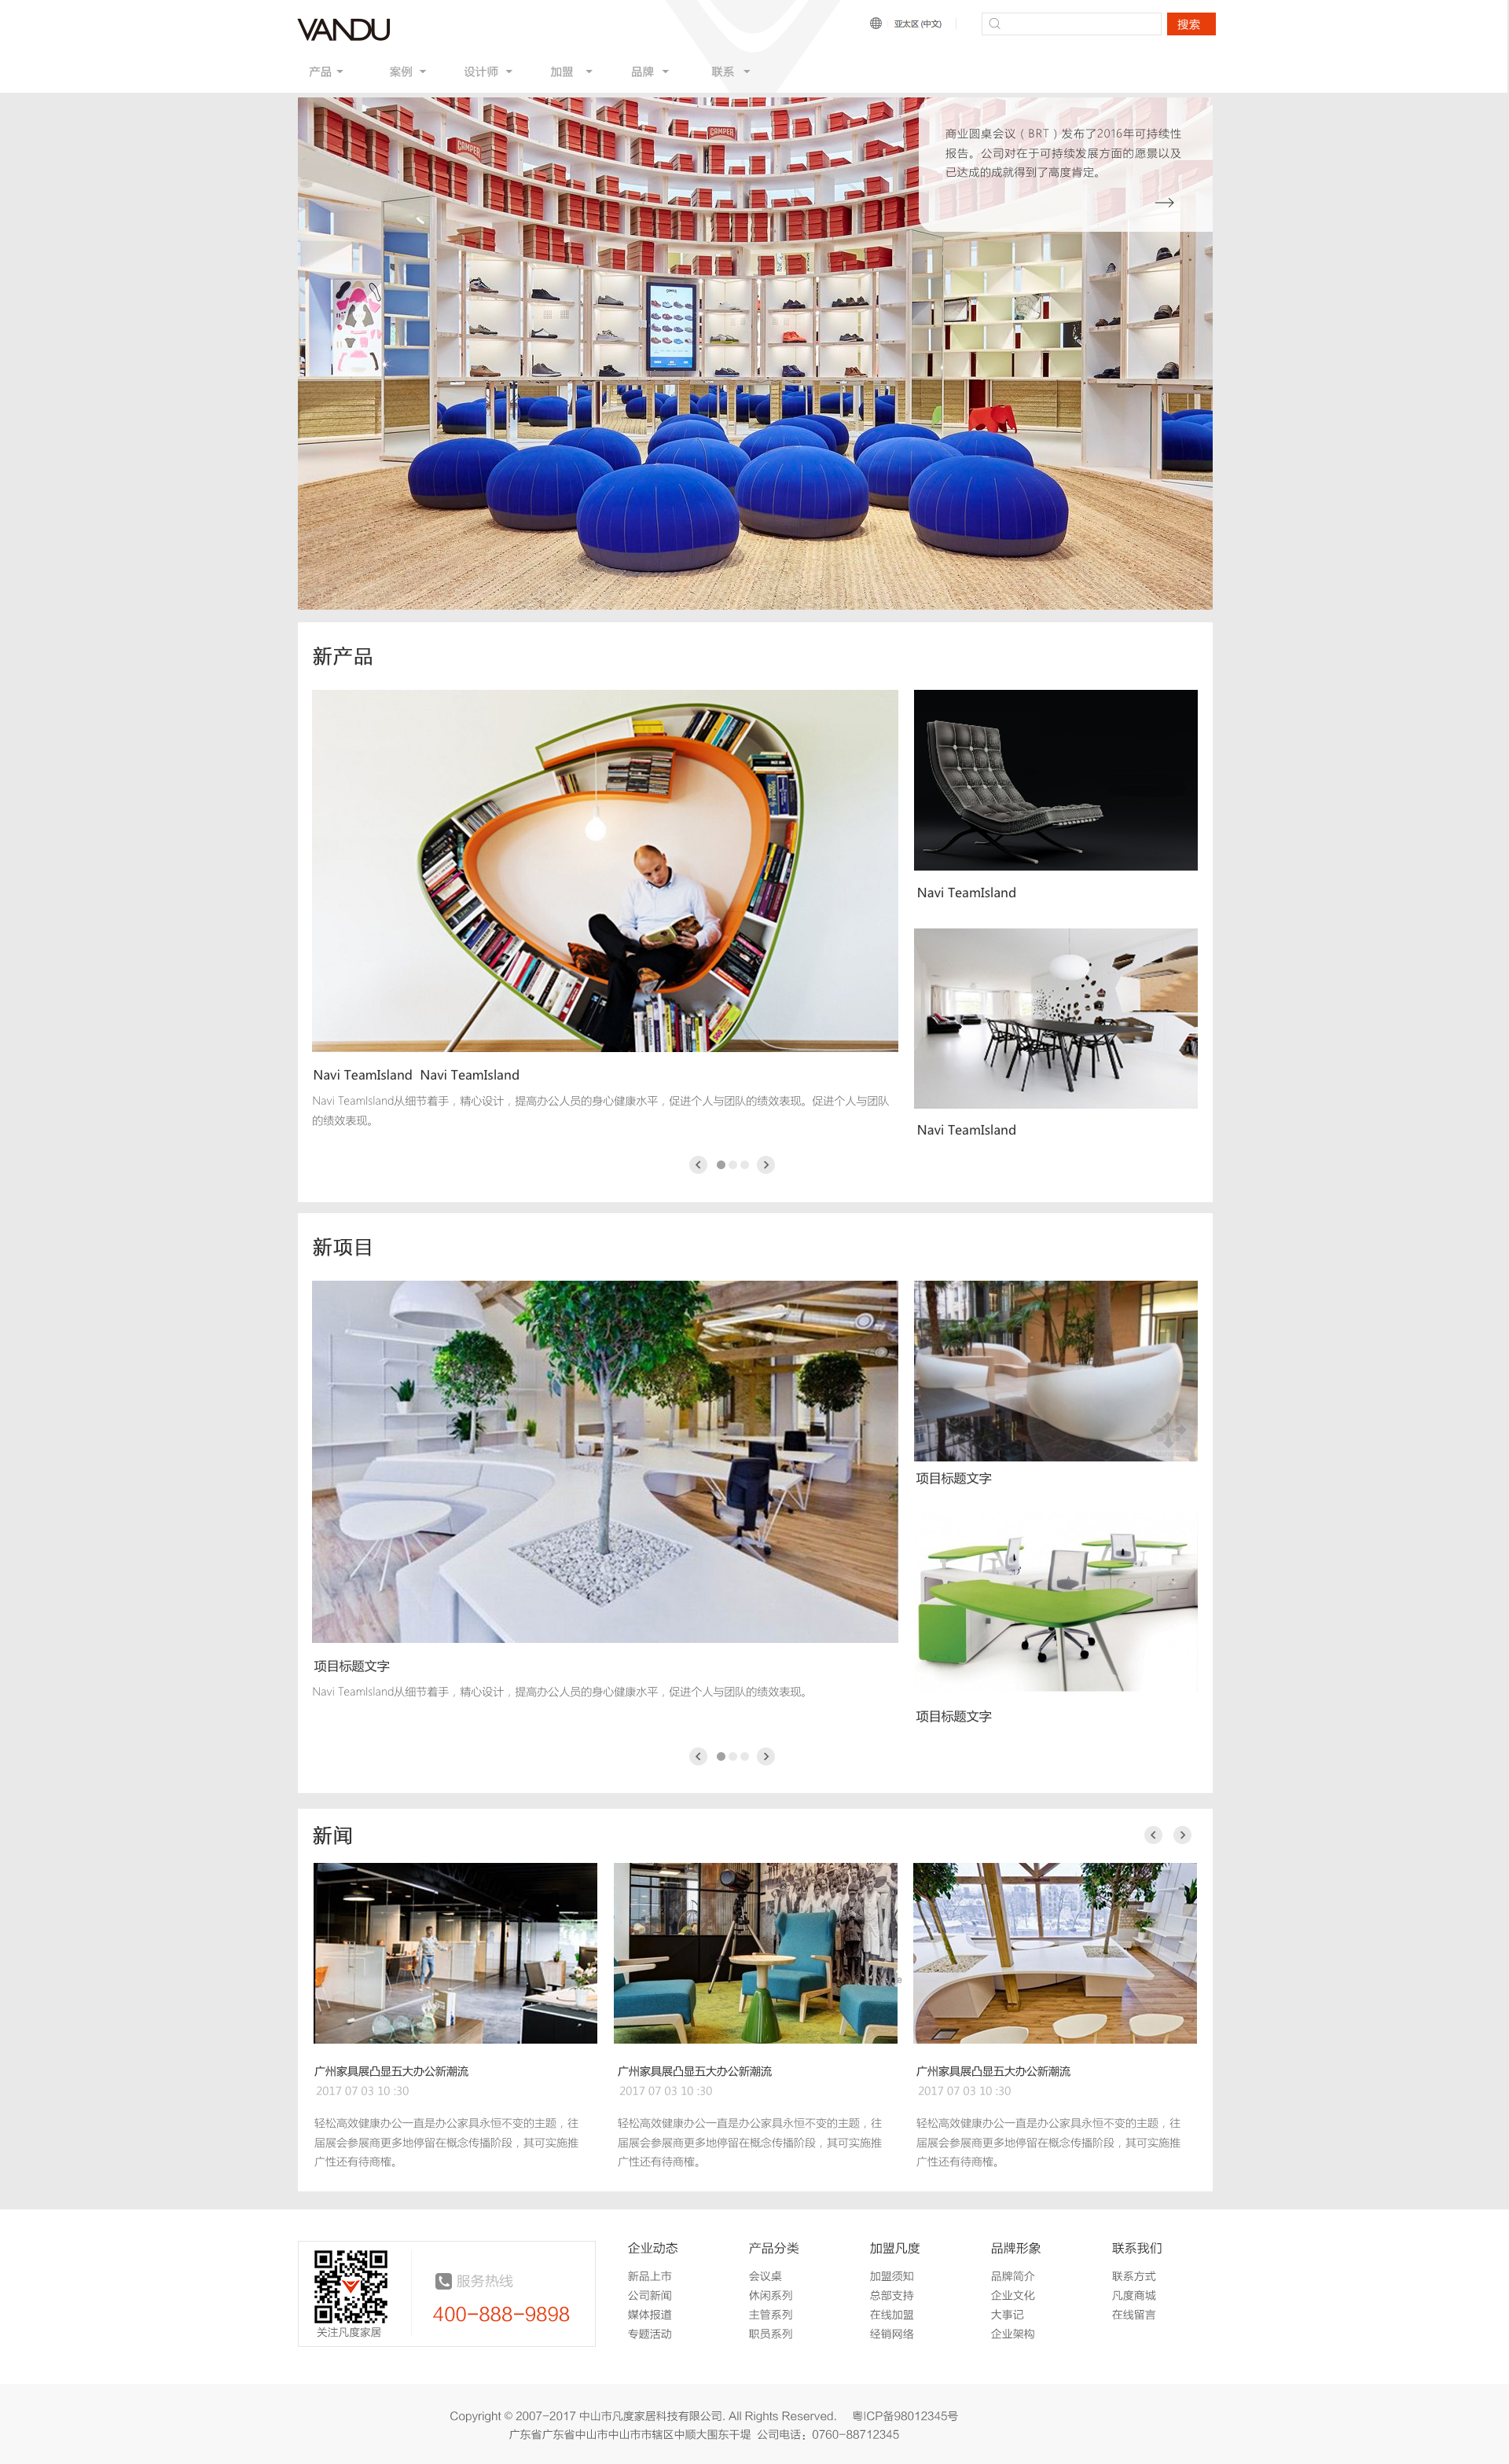 VANDU
亚太区 (中文)
搜索
产品
案例
设计师
加盟
品牌
联系
CAMPER
CAMPER
CAMPER
商业圆桌会议（BRT）发布了2016年可持续性
报告。公司对在于可持续发展方面的愿景以及
已达成的成就得到了高度肯定。
新产品
Navi TeamIsland
Navi TeamIsland  Navi TeamIsland
Navi TeamIsland从细节着手，精心设计，提高办公人员的身心健康水平，促进个人与团队的绩效表现。促进个人与团队
的绩效表现。
Navi TeamIsland
新项目
项目标题文字
项目标题文字
Navi TeamIsland从细节着手，精心设计，提高办公人员的身心健康水平，促进个人与团队的绩效表现。
项目标题文字
新闻
广州家具展凸显五大办公新潮流
2017 07 03 10 :30
轻松高效健康办公一直是办公家具永恒不变的主题，往
届展会参展商更多地停留在概念传播阶段，其可实施推
广性还有待商榷。
广州家具展凸显五大办公新潮流
2017 07 03 10 :30
轻松高效健康办公一直是办公家具永恒不变的主题，往
届展会参展商更多地停留在概念传播阶段，其可实施推
广性还有待商榷。
广州家具展凸显五大办公新潮流
2017 07 03 10 :30
轻松高效健康办公一直是办公家具永恒不变的主题，往
届展会参展商更多地停留在概念传播阶段，其可实施推
广性还有待商榷。
关注凡度家居
服务热线
400-888-9898
企业动态
新品上市
公司新闻
媒体报道
专题活动
产品分类
会议桌
休闲系列
主管系列
职员系列
加盟凡度
加盟须知
总部支持
在线加盟
经销网络
品牌形象
品牌简介
企业文化
大事记
企业架构
联系我们
联系方式
凡度商城
在线留言
Copyright © 2007-2017 中山市凡度家居科技有限公司. All Rights Reserved.    粤ICP备98012345号
广东省广东省中山市中山市市辖区中顺大围东干堤  公司电话：0760-88712345